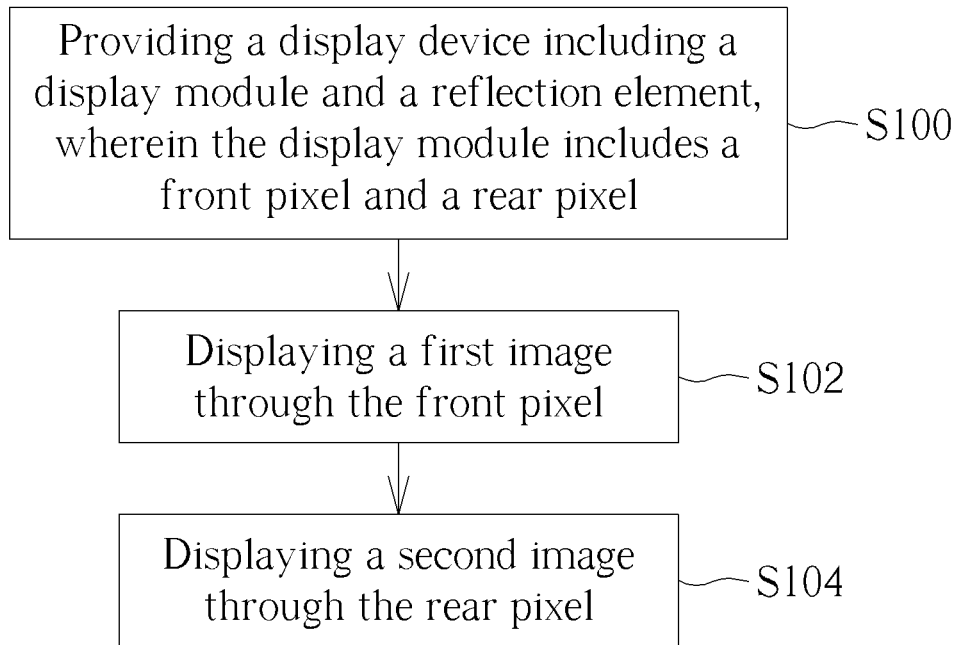 Providing a display device including a
display module and a reflection element,
wherein the display module includes a
front pixel and a rear pixel
S100
Displaying a first image
through the front pixel
S102
Displaying a second image
through the rear pixel
S104